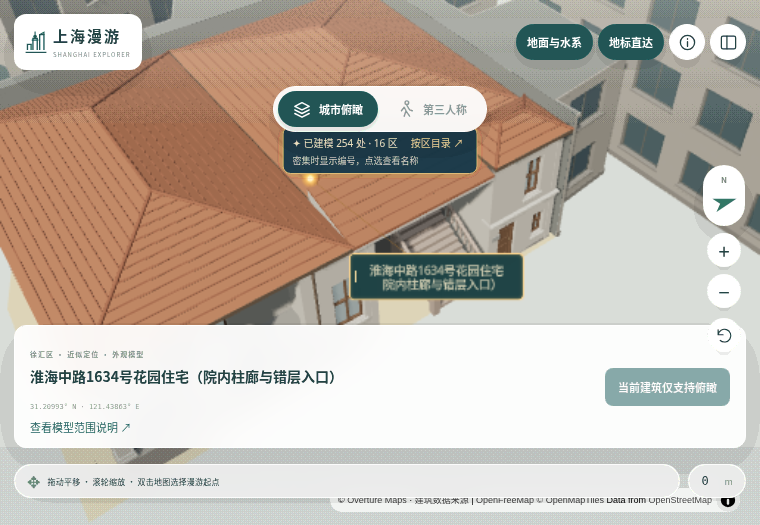 上海漫游
SHANGHAI EXPLORER
地面与水系
地标直达
城市俯瞰
第三人称
✦ 已建模 254 处 · 16 区 按区目录 ↗
密集时显示编号，点选查看名称
N
+
−
淮海中路1634号花园住宅
院内柱廊与错层入口）
徐汇区 · 近似定位 · 外观模型
淮海中路1634号花园住宅（院内柱廊与错层入口）
31.20993° N · 121.43863° E
查看模型范围说明 ↗
当前建筑仅支持俯瞰
拖动平移 · 滚轮缩放 · 双击地图选择漫游起点
0 m
© Overture Maps · 建筑数据来源 | OpenFreeMap © OpenMapTiles Data from OpenStreetMap